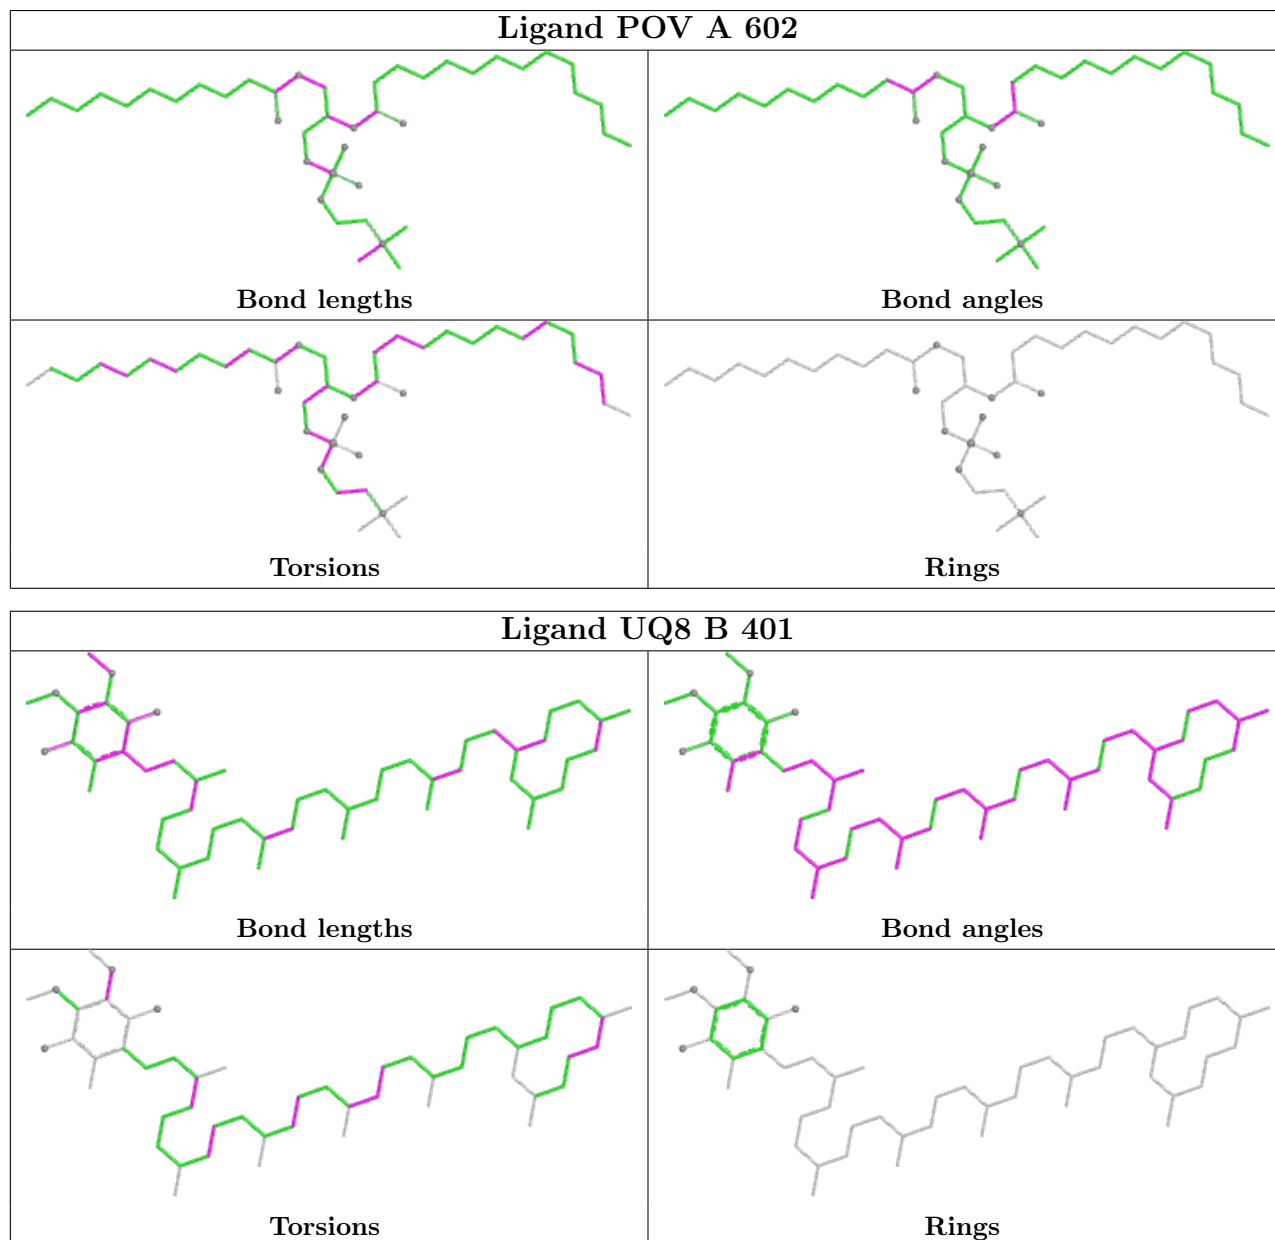 Ligand POV A 602
Bond lengths
Bond angles
Torsions
Rings
Ligand UQ8 B 401
Bond lengths
Bond angles
Torsions
Rings